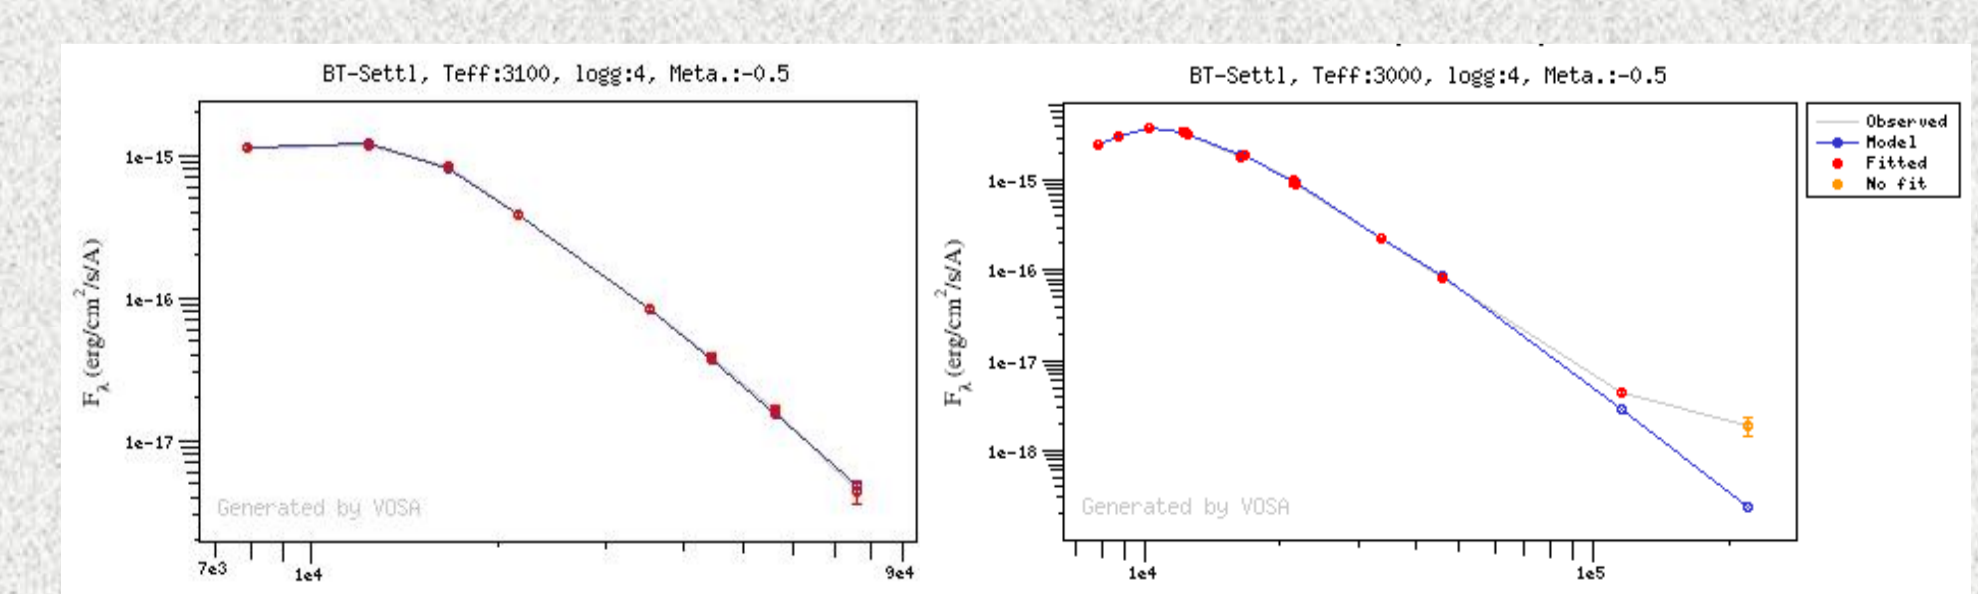 BT-Settl, Teff:3100, logg:4, Meta.:-0.5
1e-15
1e-16
1e-17
Fλ (erg/cm²/s/A)
Generated by VOSA
7e3
1e4
9e4
BT-Settl, Teff:3000, logg:4, Meta.:-0.5
1e-15
1e-16
1e-17
1e-18
Fλ (erg/cm²/s/A)
Generated by VOSA
1e4
1e5
Observed
Model
Fitted
No fit